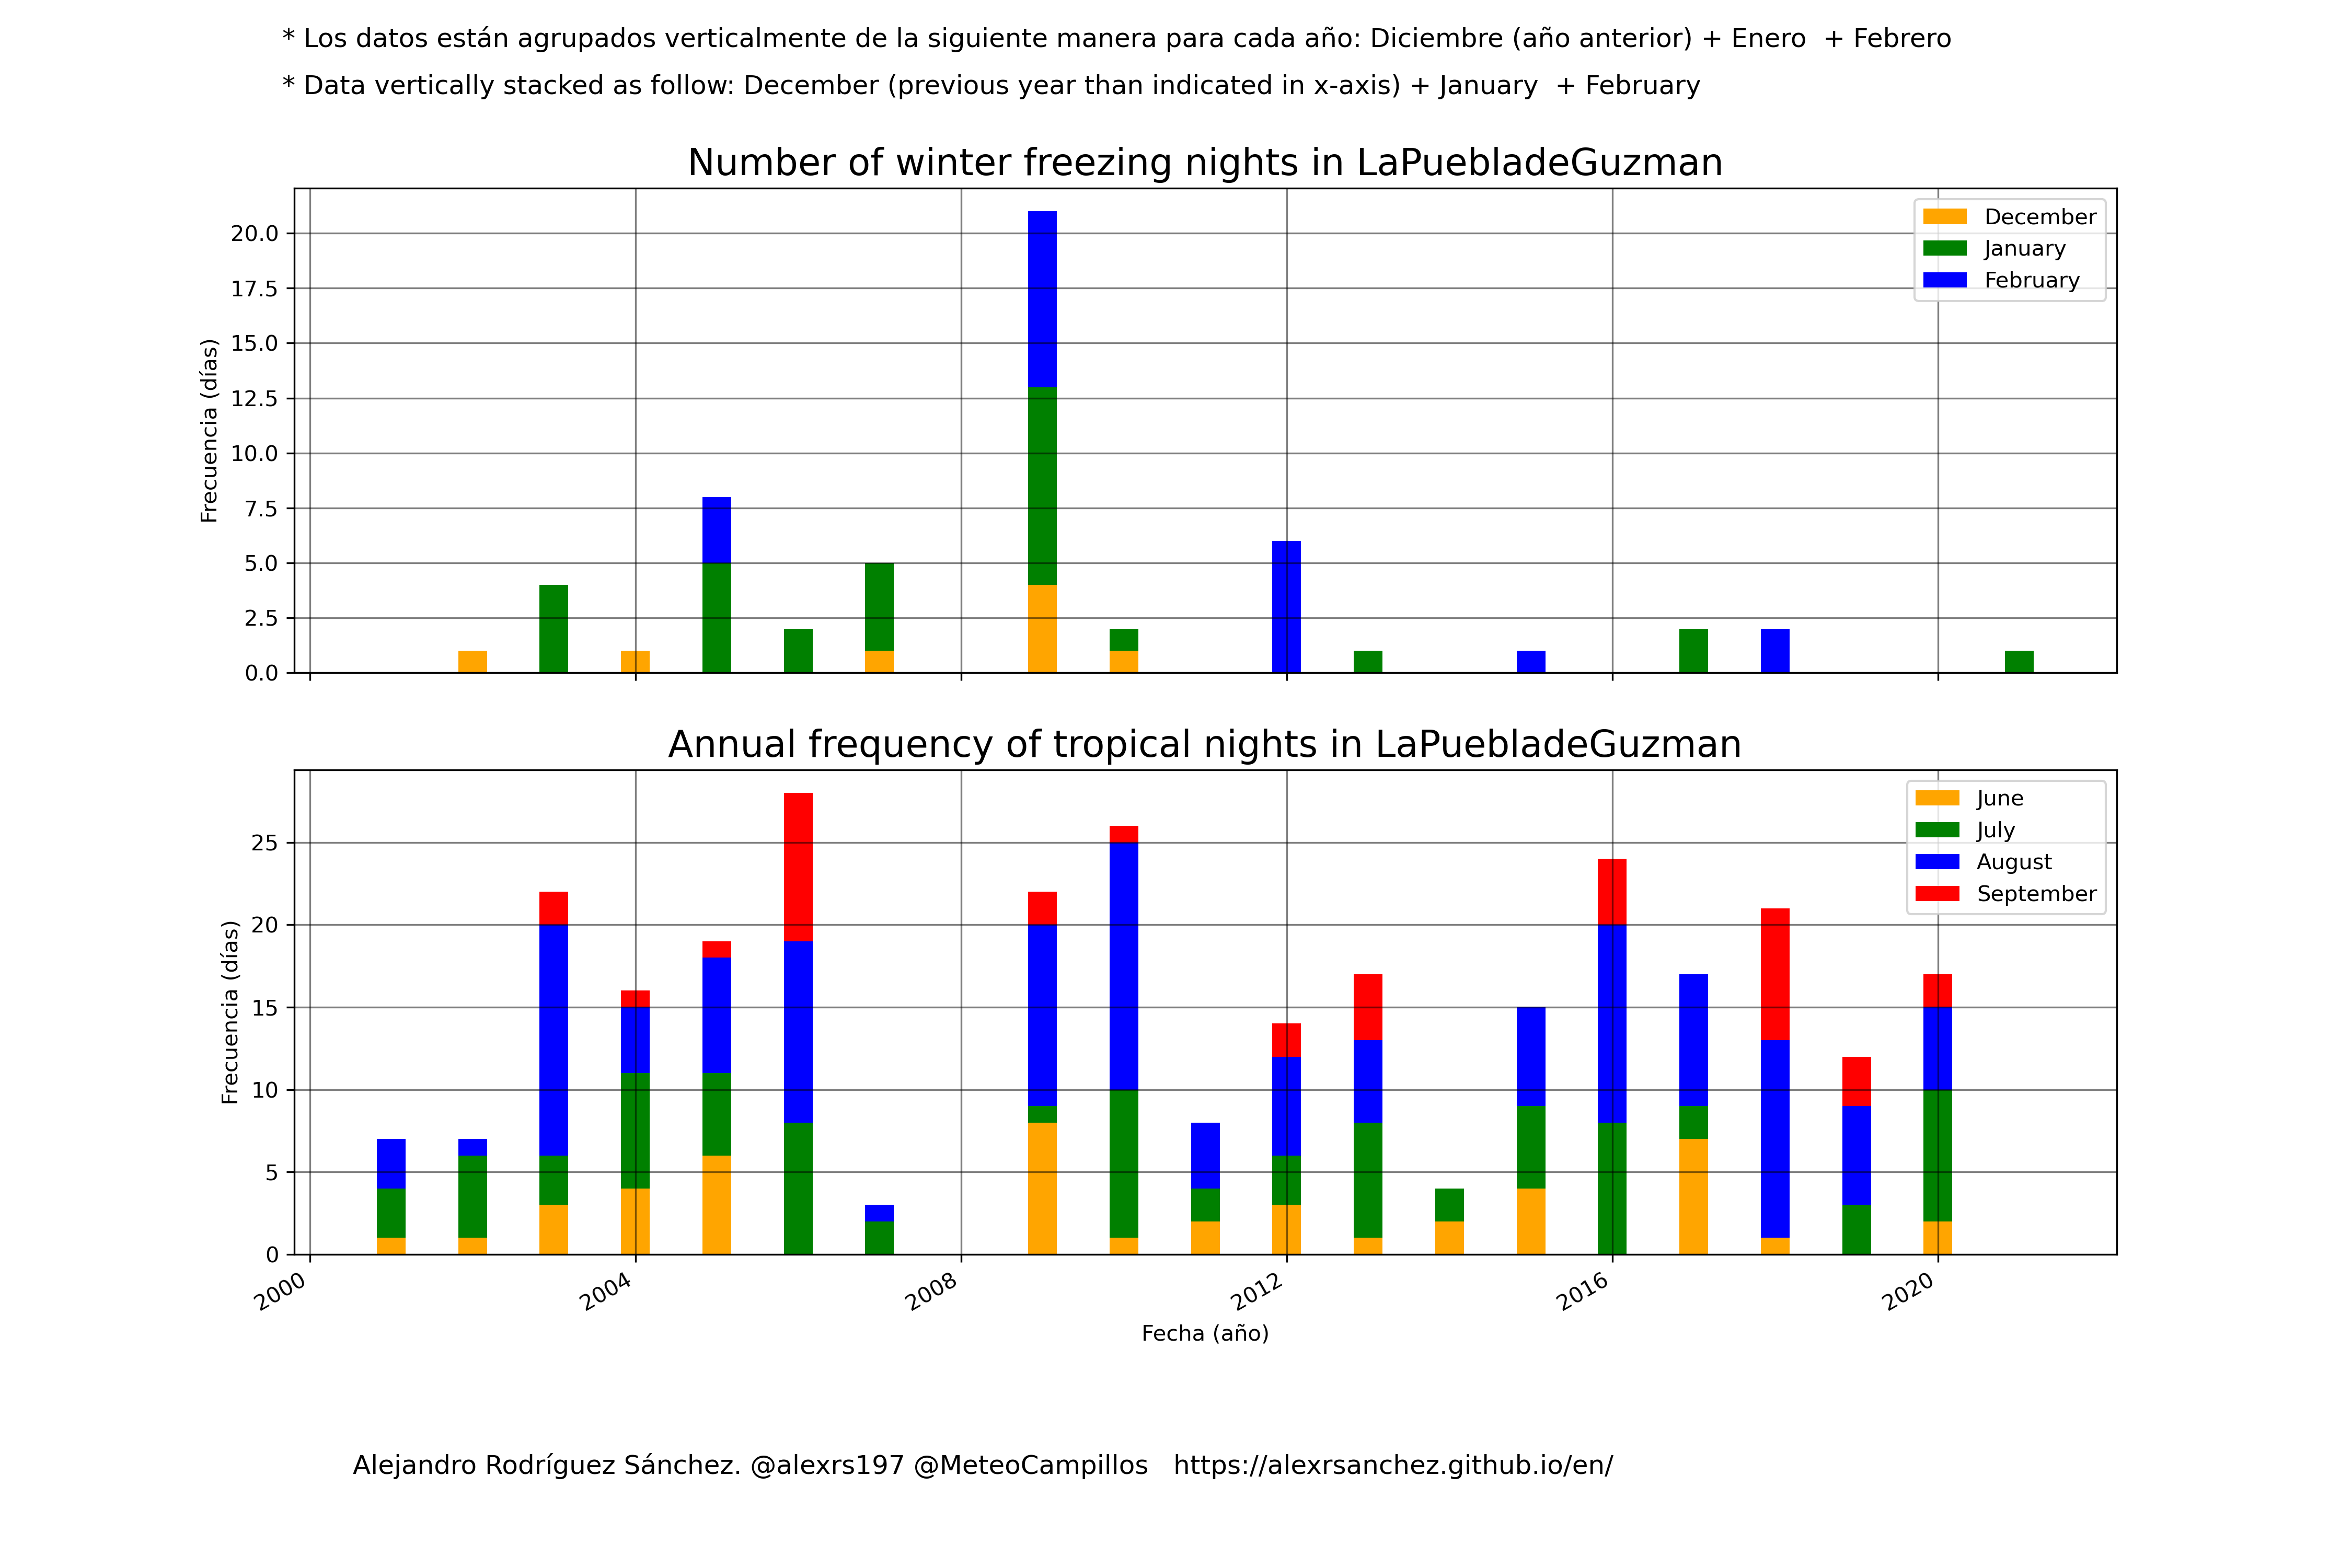 * Los datos están agrupados verticalmente de la siguiente manera para cada año: Diciembre (año anterior) + Enero  + Febrero
* Data vertically stacked as follow: December (previous year than indicated in x-axis) + January  + February
Number of winter freezing nights in LaPuebladeGuzman
20.0
17.5
15.0
12.5
10.0
7.5
5.0
2.5
0.0
Frecuencia (días)
December
January
February
Annual frequency of tropical nights in LaPuebladeGuzman
25
20
15
10
5
0
Frecuencia (días)
June
July
August
September
2000
2004
2008
2012
2016
2020
Fecha (año)
Alejandro Rodríguez Sánchez. @alexrs197 @MeteoCampillos   https://alexrsanchez.github.io/en/